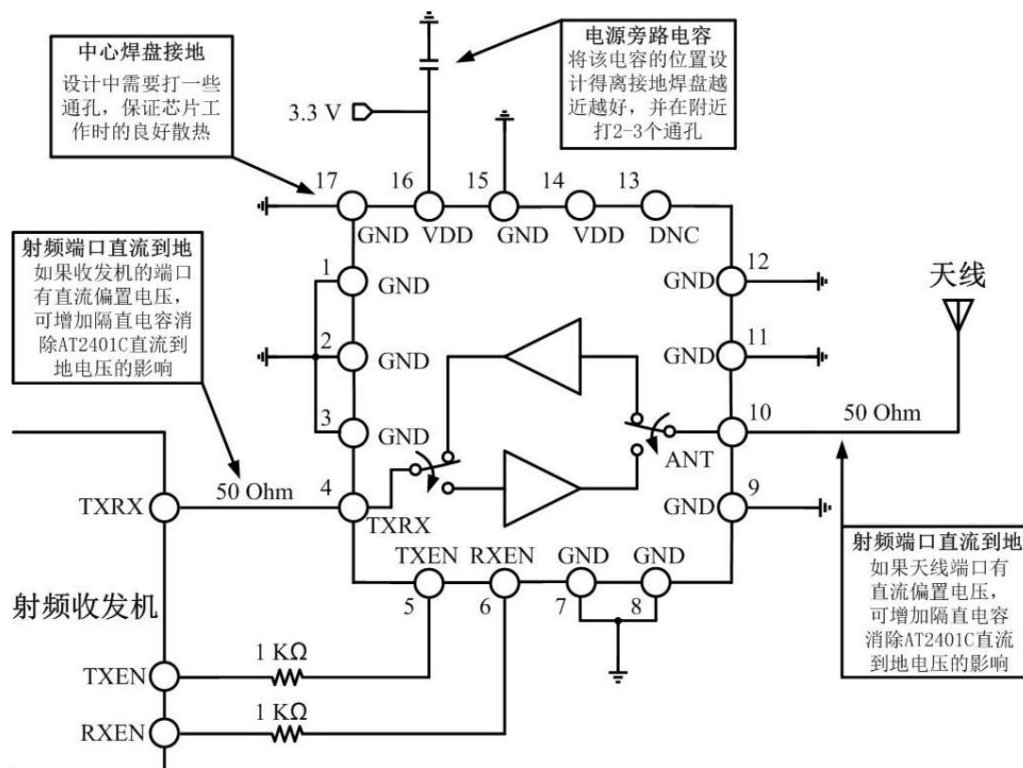 中心焊盘接地
设计中需要打一些
通孔，保证芯片工
作时的良好散热
电源旁路电容
将该电容的位置设
计得离接地焊盘越
近越好，并在附近
打2-3个通孔
3.3 V
17
16
15
14
13
GND
VDD
GND
VDD
DNC
射频端口直流到地
如果收发机的端口
有直流偏置电压，
可增加隔直电容消
除AT2401C直流到
地电压的影响
1
GND
2
GND
3
GND
4
TXRX
12
GND
11
GND
10
ANT
9
GND
天线
50 Ohm
TXRX
50 Ohm
TXEN
RXEN
GND
GND
5
6
7
8
射频收发机
1 KΩ
TXEN
1 KΩ
RXEN
射频端口直流到地
如果天线端口有
直流偏置电压，
可增加隔直电容
消除AT2401C直流
到地电压的影响